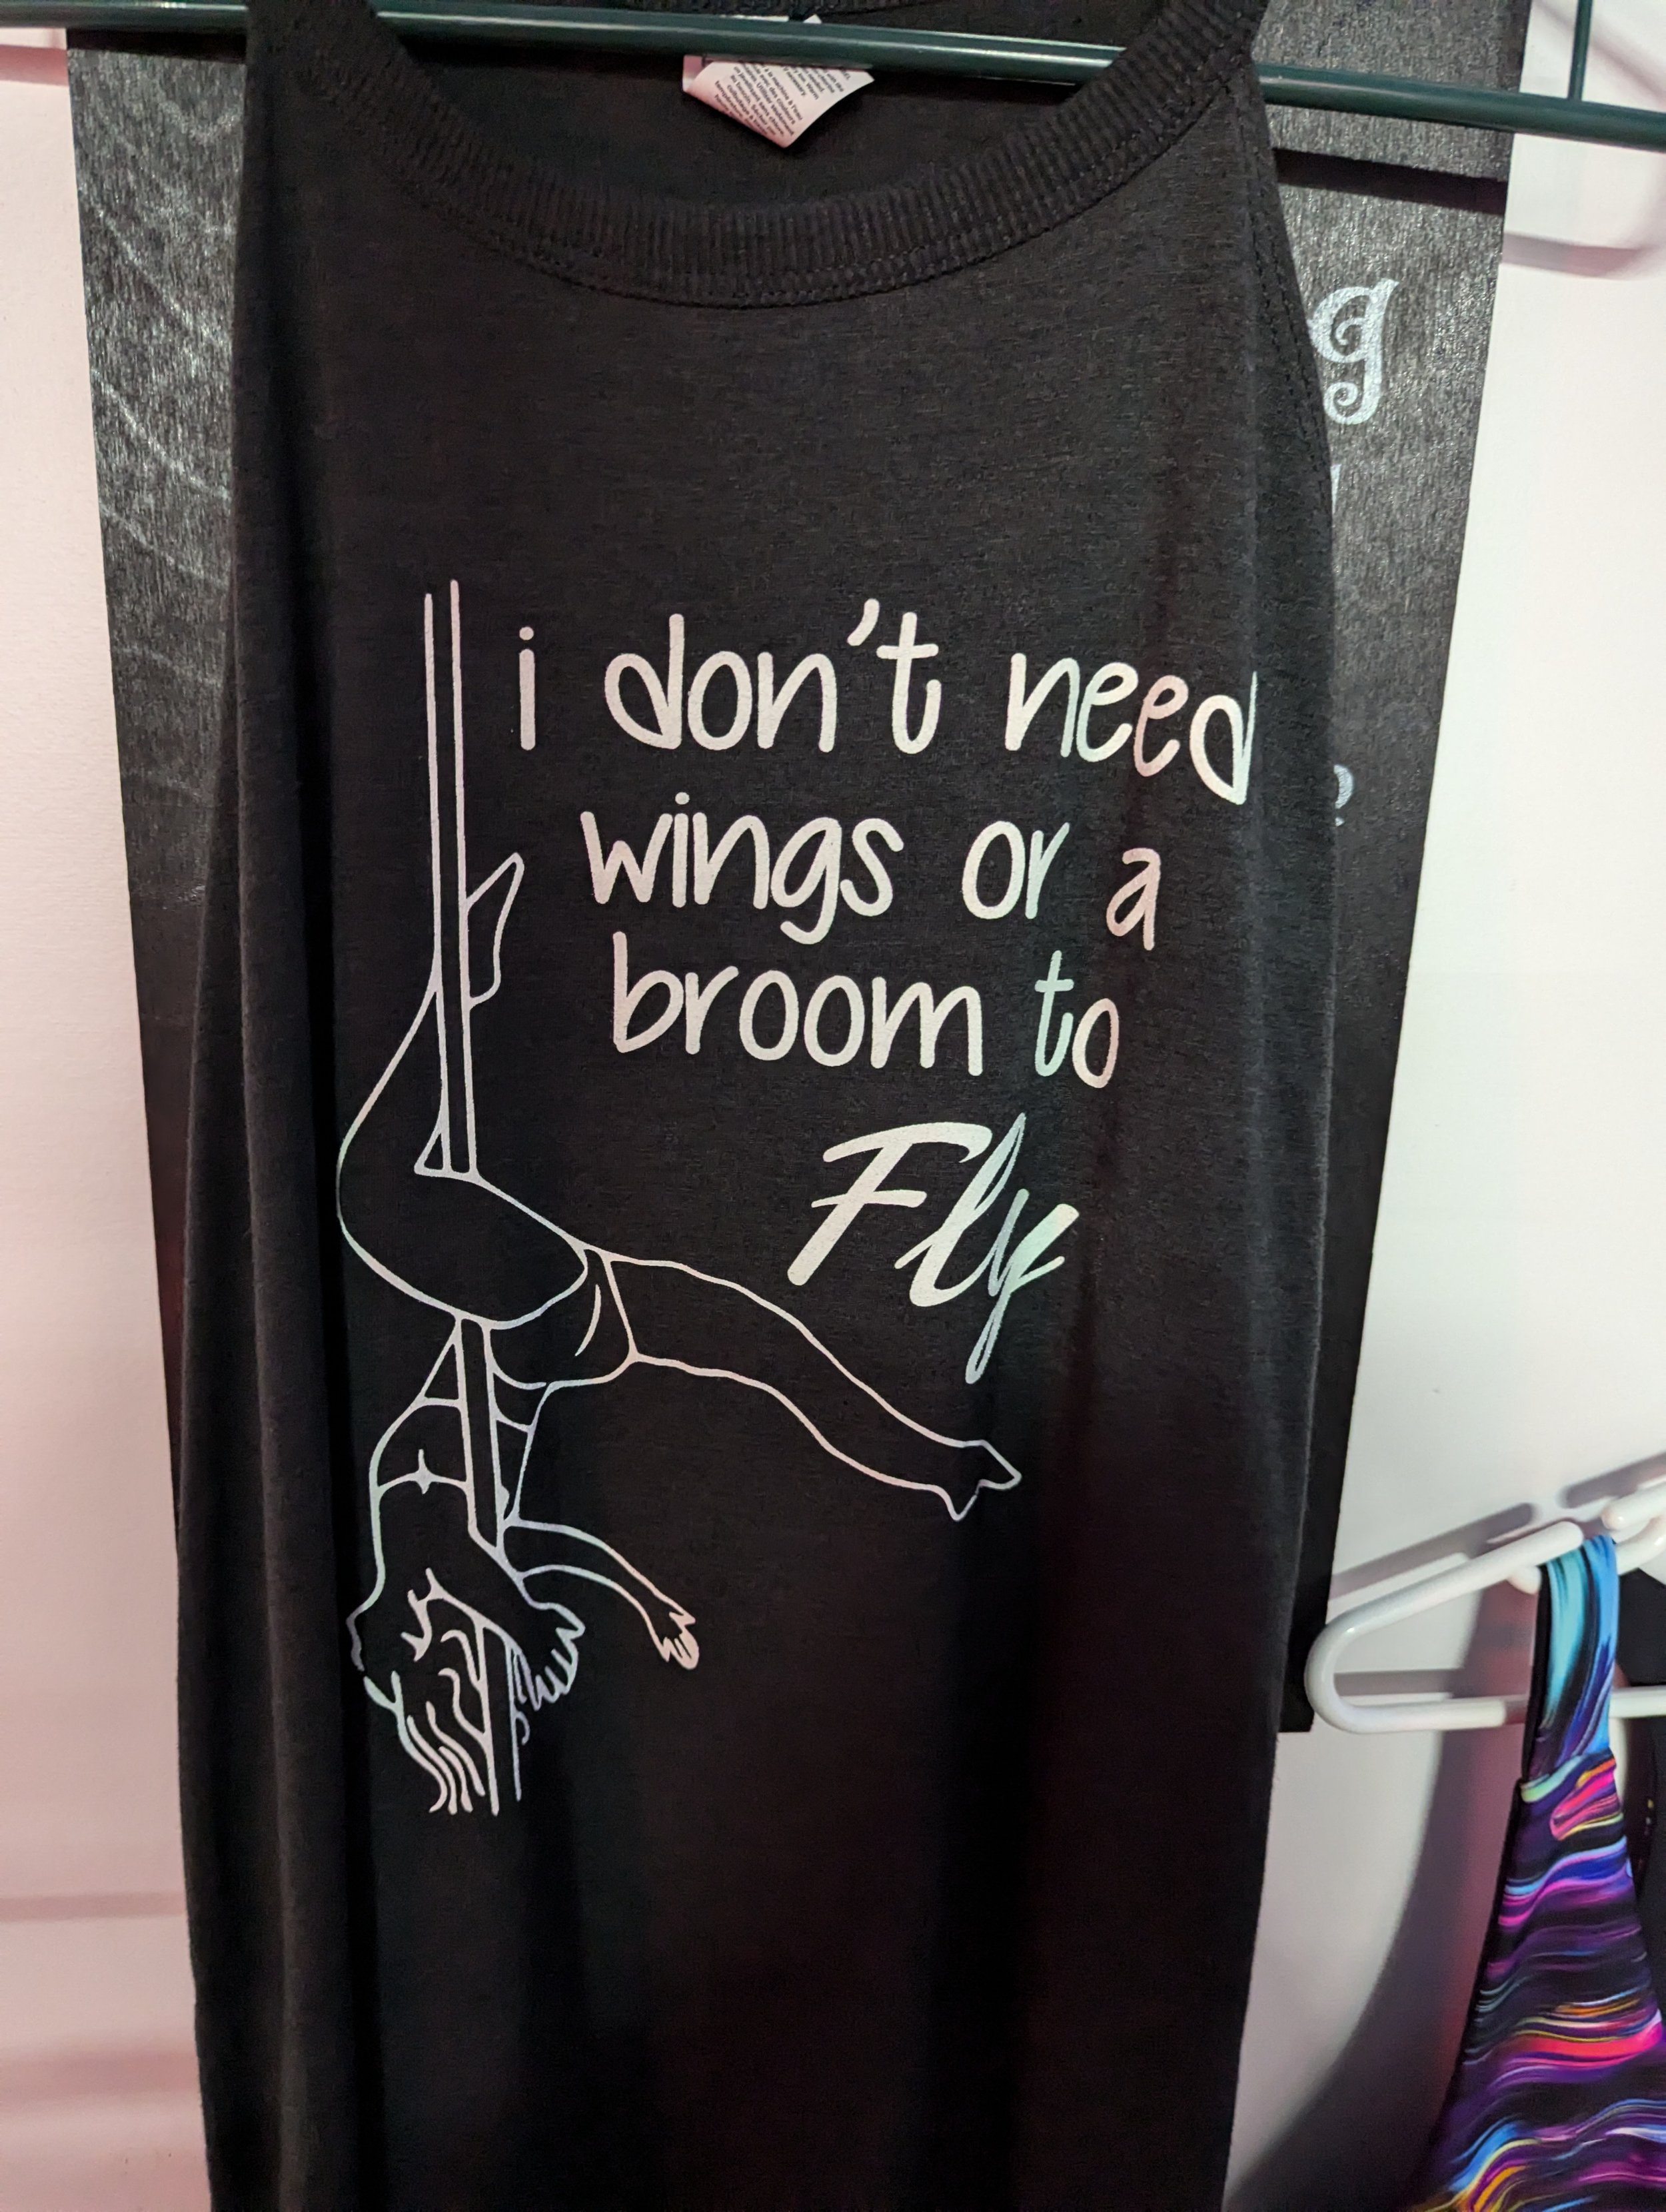 i don't need
wings or a
broom to
Fly
g